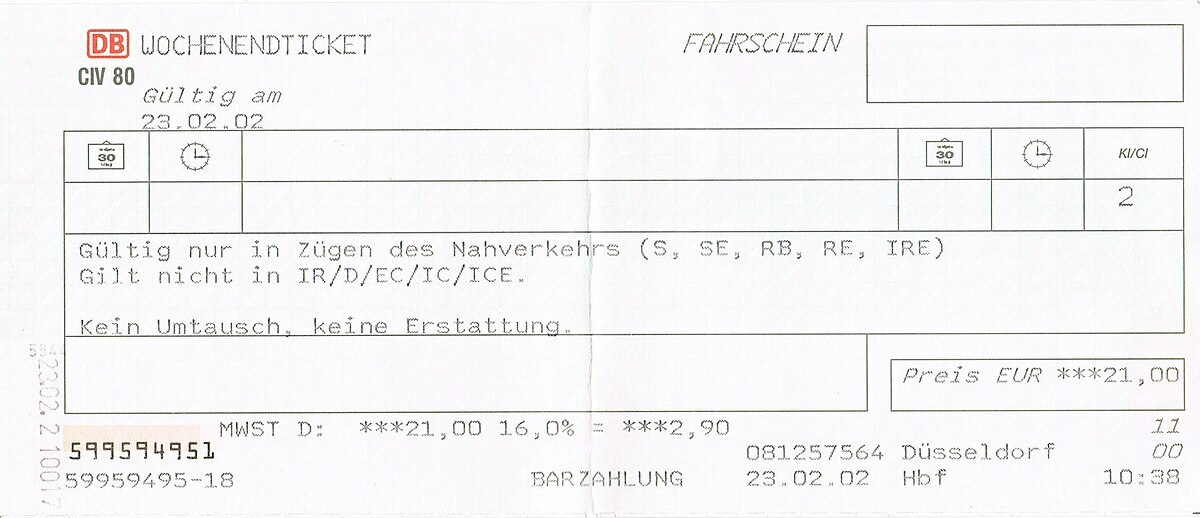 DB WOCHENENDTICKET
FAHRSCHEIN
CIV 80
Gültig am
23.02.02
30
30
Kl/Cl
2
Gültig nur in Zügen des Nahverkehrs (S, SE, RB, RE, IRE)
Gilt nicht in IR/D/EC/IC/ICE.
Kein Umtausch, keine Erstattung.
Preis EUR ***21,00
MWST D: ***21,00 16,0% = ***2,90
11
599594951
081257564 Düsseldorf 00
59959495-18
BARZAHLUNG 23.02.02 Hbf 10:38